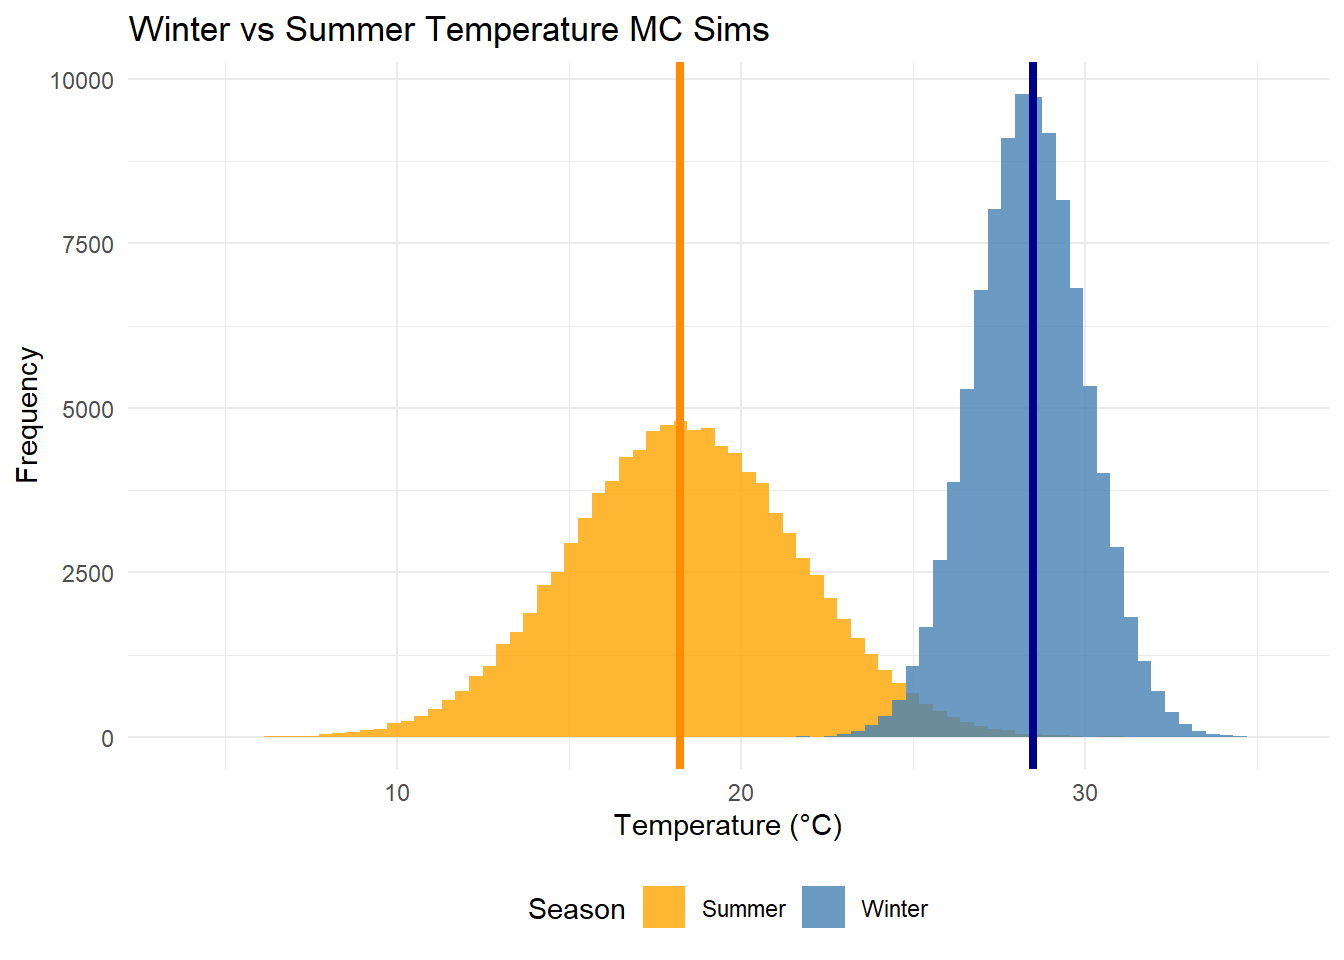 Winter vs Summer Temperature MC Sims
10000
7500
5000
2500
0
Frequency
10 20 30
Temperature (°C)
Season Summer Winter